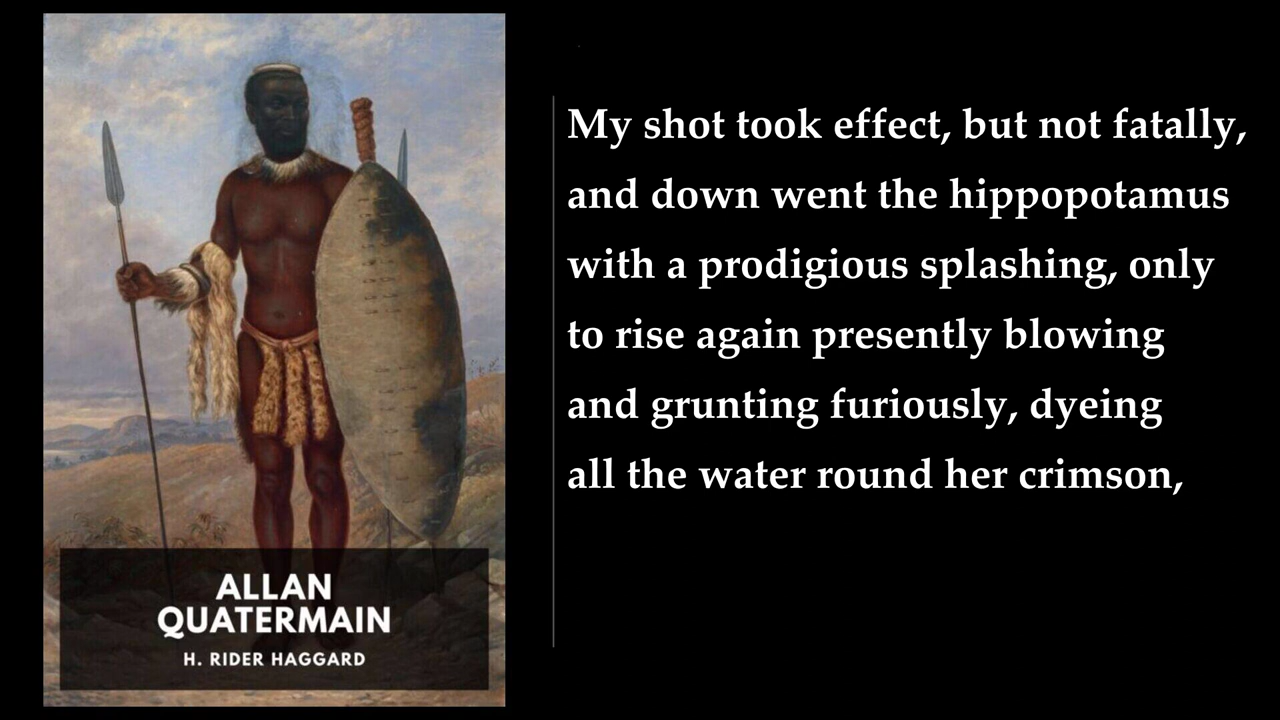 ALLAN
QUATERMAIN
H. RIDER HAGGARD
My shot took effect, but not fatally,
and down went the hippopotamus
with a prodigious splashing, only
to rise again presently blowing
and grunting furiously, dyeing
all the water round her crimson,